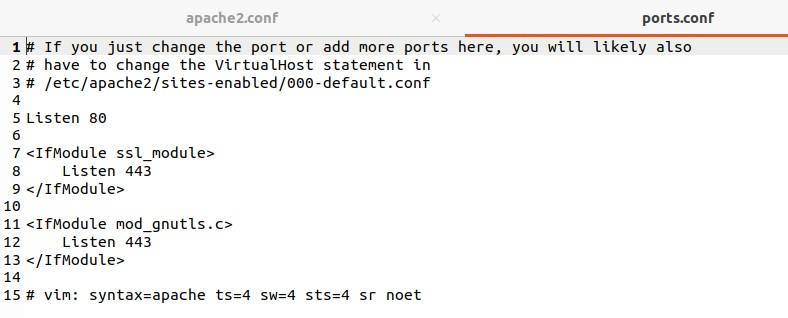 apache2.conf × ports.conf
1 # If you just change the port or add more ports here, you will likely also
2 # have to change the VirtualHost statement in
3 # /etc/apache2/sites-enabled/000-default.conf
4
5 Listen 80
6
7 <IfModule ssl_module>
8     Listen 443
9 </IfModule>
10
11 <IfModule mod_gnutls.c>
12     Listen 443
13 </IfModule>
14
15 # vim: syntax=apache ts=4 sw=4 sts=4 sr noet